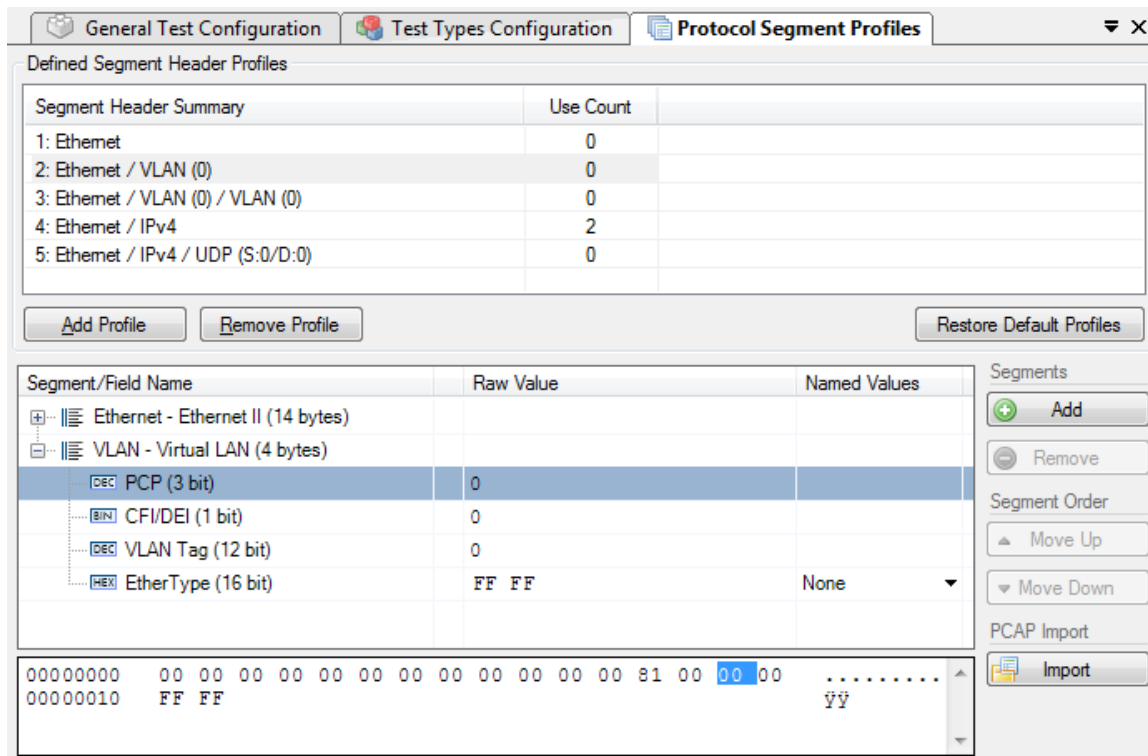 General Test Configuration Test Types Configuration Protocol Segment Profiles
Defined Segment Header Profiles
Segment Header Summary Use Count
1: Ethernet 0
2: Ethernet / VLAN (0) 0
3: Ethernet / VLAN (0) / VLAN (0) 0
4: Ethernet / IPv4 2
5: Ethernet / IPv4 / UDP (S:0/D:0) 0
Add Profile Remove Profile Restore Default Profiles
Segment/Field Name Raw Value Named Values
Ethernet - Ethernet II (14 bytes)
VLAN - Virtual LAN (4 bytes)
DEC PCP (3 bit) 0
BIN CFI/DEI (1 bit) 0
DEC VLAN Tag (12 bit) 0
HEX EtherType (16 bit) FF FF None
Segments
Add
Remove
Segment Order
Move Up
Move Down
PCAP Import
Import
00000000 00 00 00 00 00 00 00 00 00 00 00 00 81 00 00 00 .........
00000010 FF FF ÿÿ